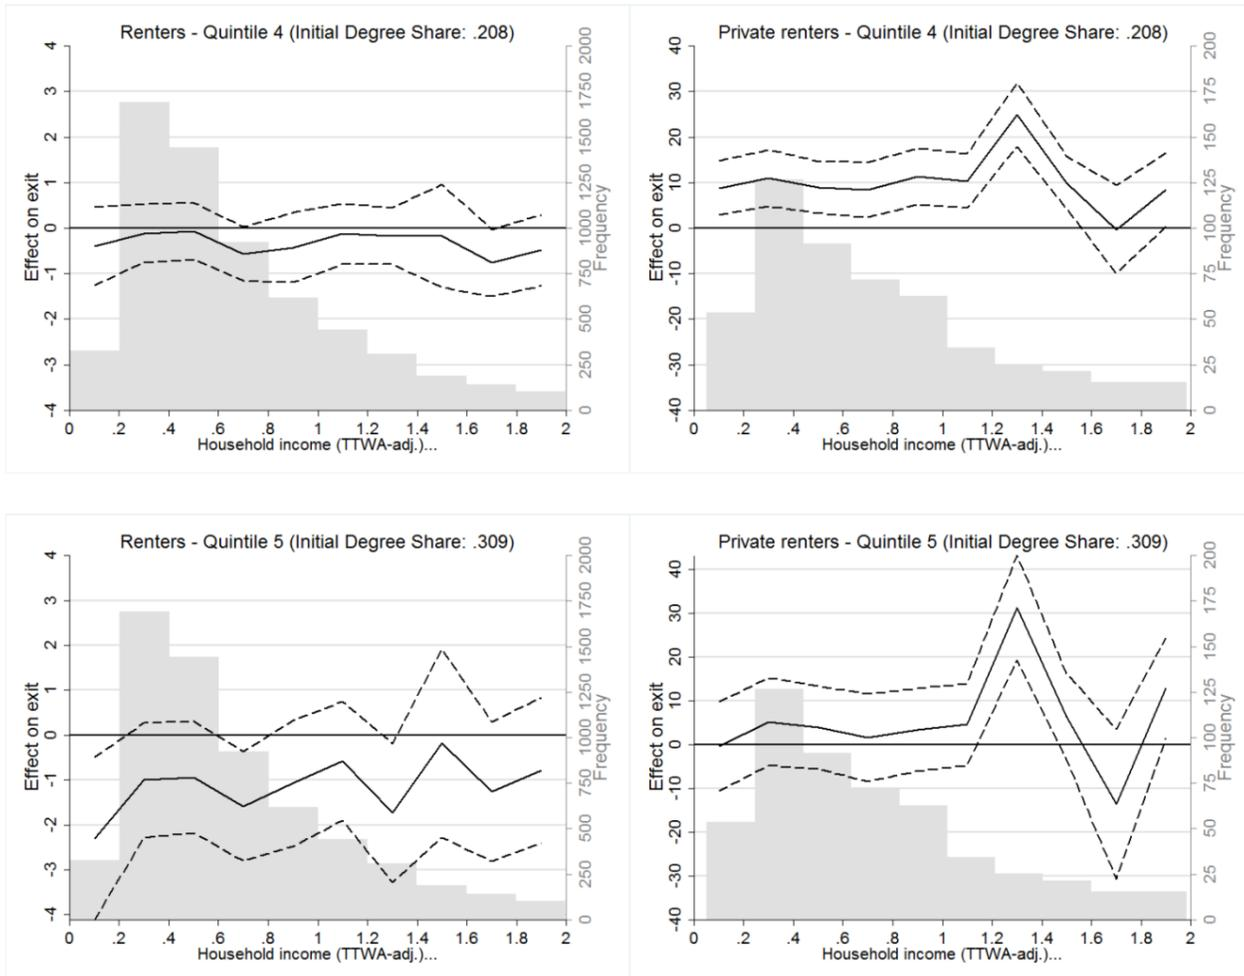 Renters - Quintile 4 (Initial Degree Share: .208)
Effect on exit
4
3
2
1
0
-1
-2
-3
-4
0 .2 .4 .6 .8 1 1.2 1.4 1.6 1.8 2
Household income (TTWA-adj.)...
0 250 500 750 1000 1250 1500 1750 2000
Frequency
Private renters - Quintile 4 (Initial Degree Share: .208)
Effect on exit
40
30
20
10
0
-10
-20
-30
-40
0 .2 .4 .6 .8 1 1.2 1.4 1.6 1.8 2
Household income (TTWA-adj.)...
0 25 50 75 100 125 150 175 200
Frequency
Renters - Quintile 5 (Initial Degree Share: .309)
Effect on exit
4
3
2
1
0
-1
-2
-3
-4
0 .2 .4 .6 .8 1 1.2 1.4 1.6 1.8 2
Household income (TTWA-adj.)...
0 250 500 750 1000 1250 1500 1750 2000
Frequency
Private renters - Quintile 5 (Initial Degree Share: .309)
Effect on exit
40
30
20
10
0
-10
-20
-30
-40
0 .2 .4 .6 .8 1 1.2 1.4 1.6 1.8 2
Household income (TTWA-adj.)...
0 25 50 75 100 125 150 175 200
Frequency